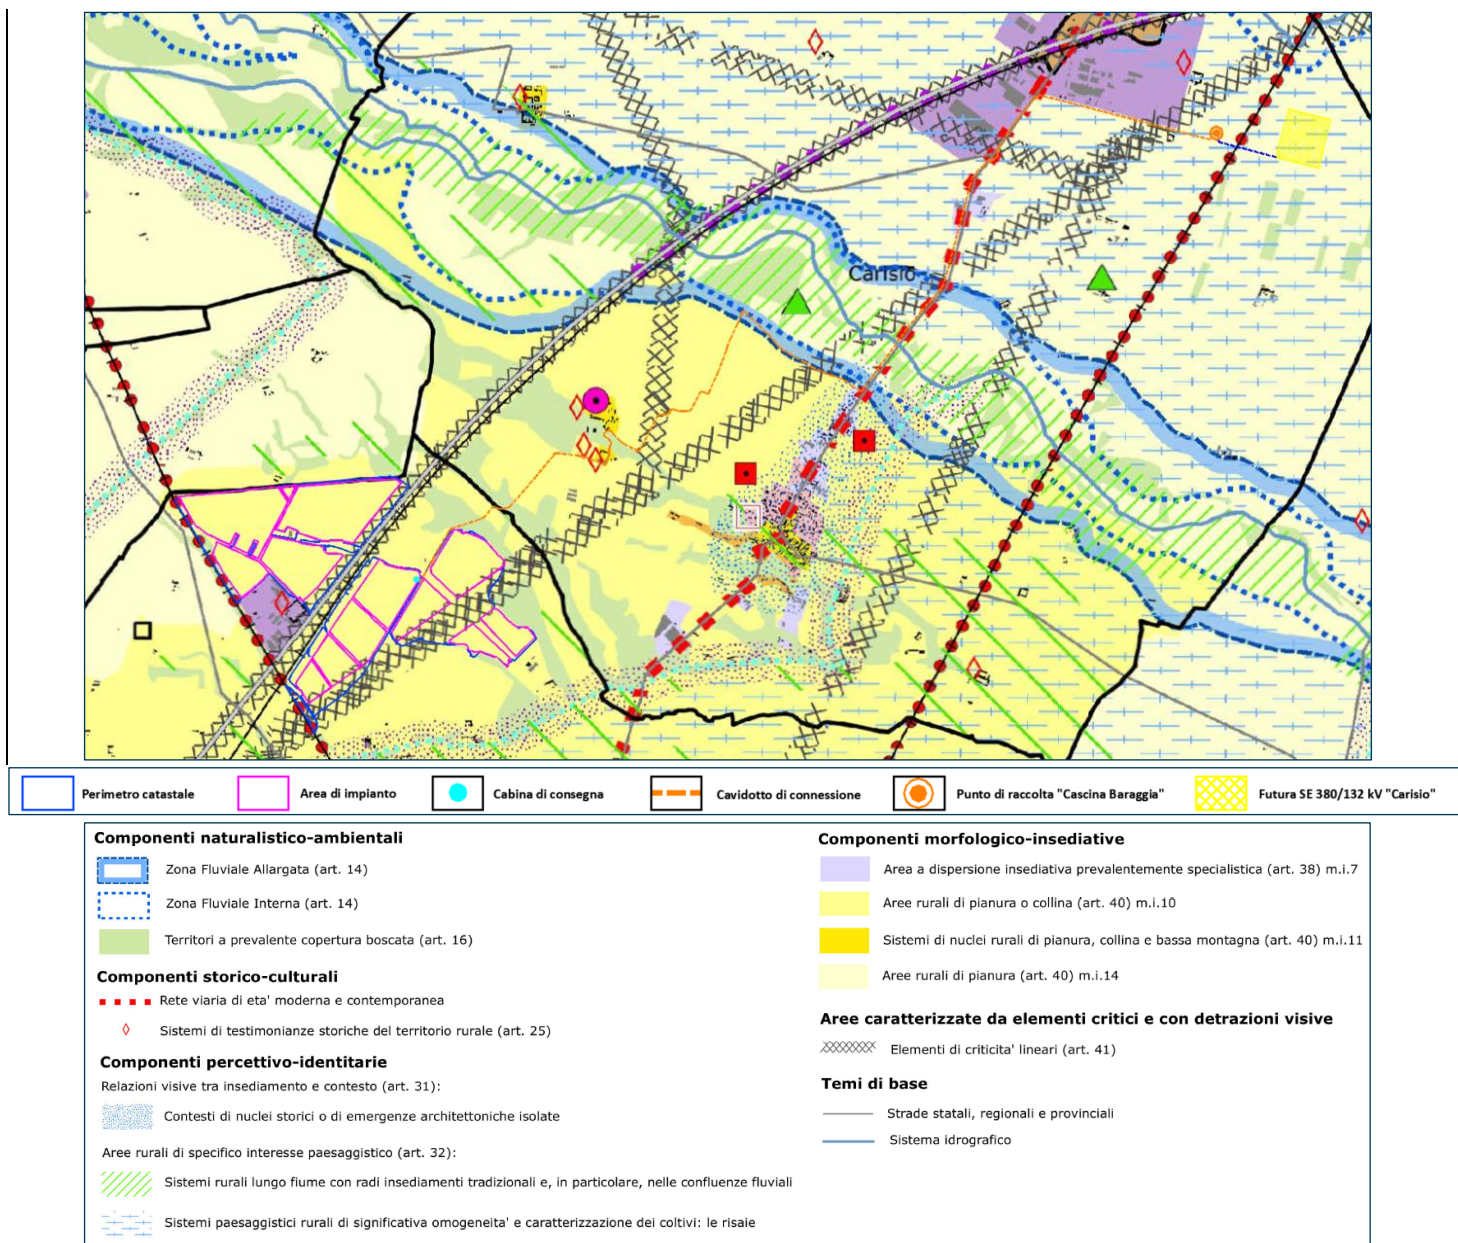 Carisio
Perimetro catastale
Area di impianto
Cabina di consegna
Cavidotto di connessione
Punto di raccolta "Cascina Baraggia"
Futura SE 380/132 kV "Carisio"
Componenti naturalistico-ambientali
Zona Fluviale Allargata (art. 14)
Zona Fluviale Interna (art. 14)
Territori a prevalente copertura boscata (art. 16)
Componenti storico-culturali
Rete viaria di eta' moderna e contemporanea
Sistemi di testimonianze storiche del territorio rurale (art. 25)
Componenti percettivo-identitarie
Relazioni visive tra insediamento e contesto (art. 31):
Contesti di nuclei storici o di emergenze architettoniche isolate
Aree rurali di specifico interesse paesaggistico (art. 32):
Sistemi rurali lungo fiume con radi insediamenti tradizionali e, in particolare, nelle confluenze fluviali
Sistemi paesaggistici rurali di significativa omogeneita' e caratterizzazione dei coltivi: le risaie
Componenti morfologico-insediative
Area a dispersione insediativa prevalentemente specialistica (art. 38) m.i.7
Aree rurali di pianura o collina (art. 40) m.i.10
Sistemi di nuclei rurali di pianura, collina e bassa montagna (art. 40) m.i.11
Aree rurali di pianura (art. 40) m.i.14
Aree caratterizzate da elementi critici e con detrazioni visive
Elementi di criticita' lineari (art. 41)
Temi di base
Strade statali, regionali e provinciali
Sistema idrografico